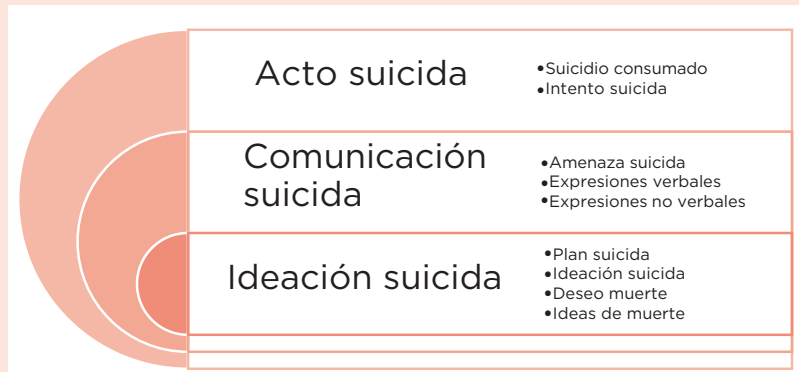 Acto suicida
•Suicidio consumado
•Intento suicida
Comunicación
suicida
•Amenaza suicida
•Expresiones verbales
•Expresiones no verbales
Ideación suicida
•Plan suicida
•Ideación suicida
•Deseo muerte
•Ideas de muerte